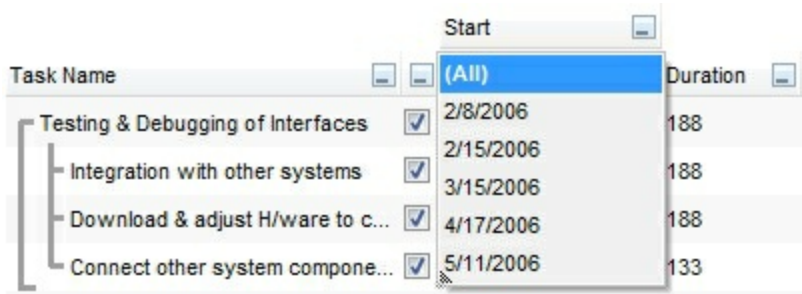 Start
Task Name
Duration
(All)
Testing & Debugging of Interfaces
2/8/2006
188
2/15/2006
Integration with other systems
188
3/15/2006
Download & adjust H/ware to c...
4/17/2006
188
Connect other system compone...
5/11/2006
133